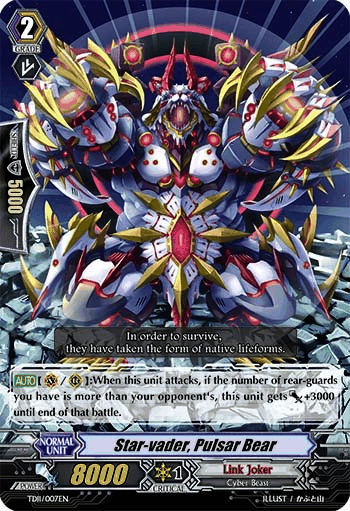 2
GRADE
SHIELD
5000
In order to survive,
they have taken the form of native lifeforms.
AUTO [ / ]:When this unit attacks, if the number of rear-guards
you have is more than your opponent's, this unit gets +3000
until end of that battle.
NORMAL
UNIT
Star-vader, Pulsar Bear
POWER
8000
1
CRITICAL
Link Joker
Cyber Beast
TD11/007EN
ILLUST / かぶと山